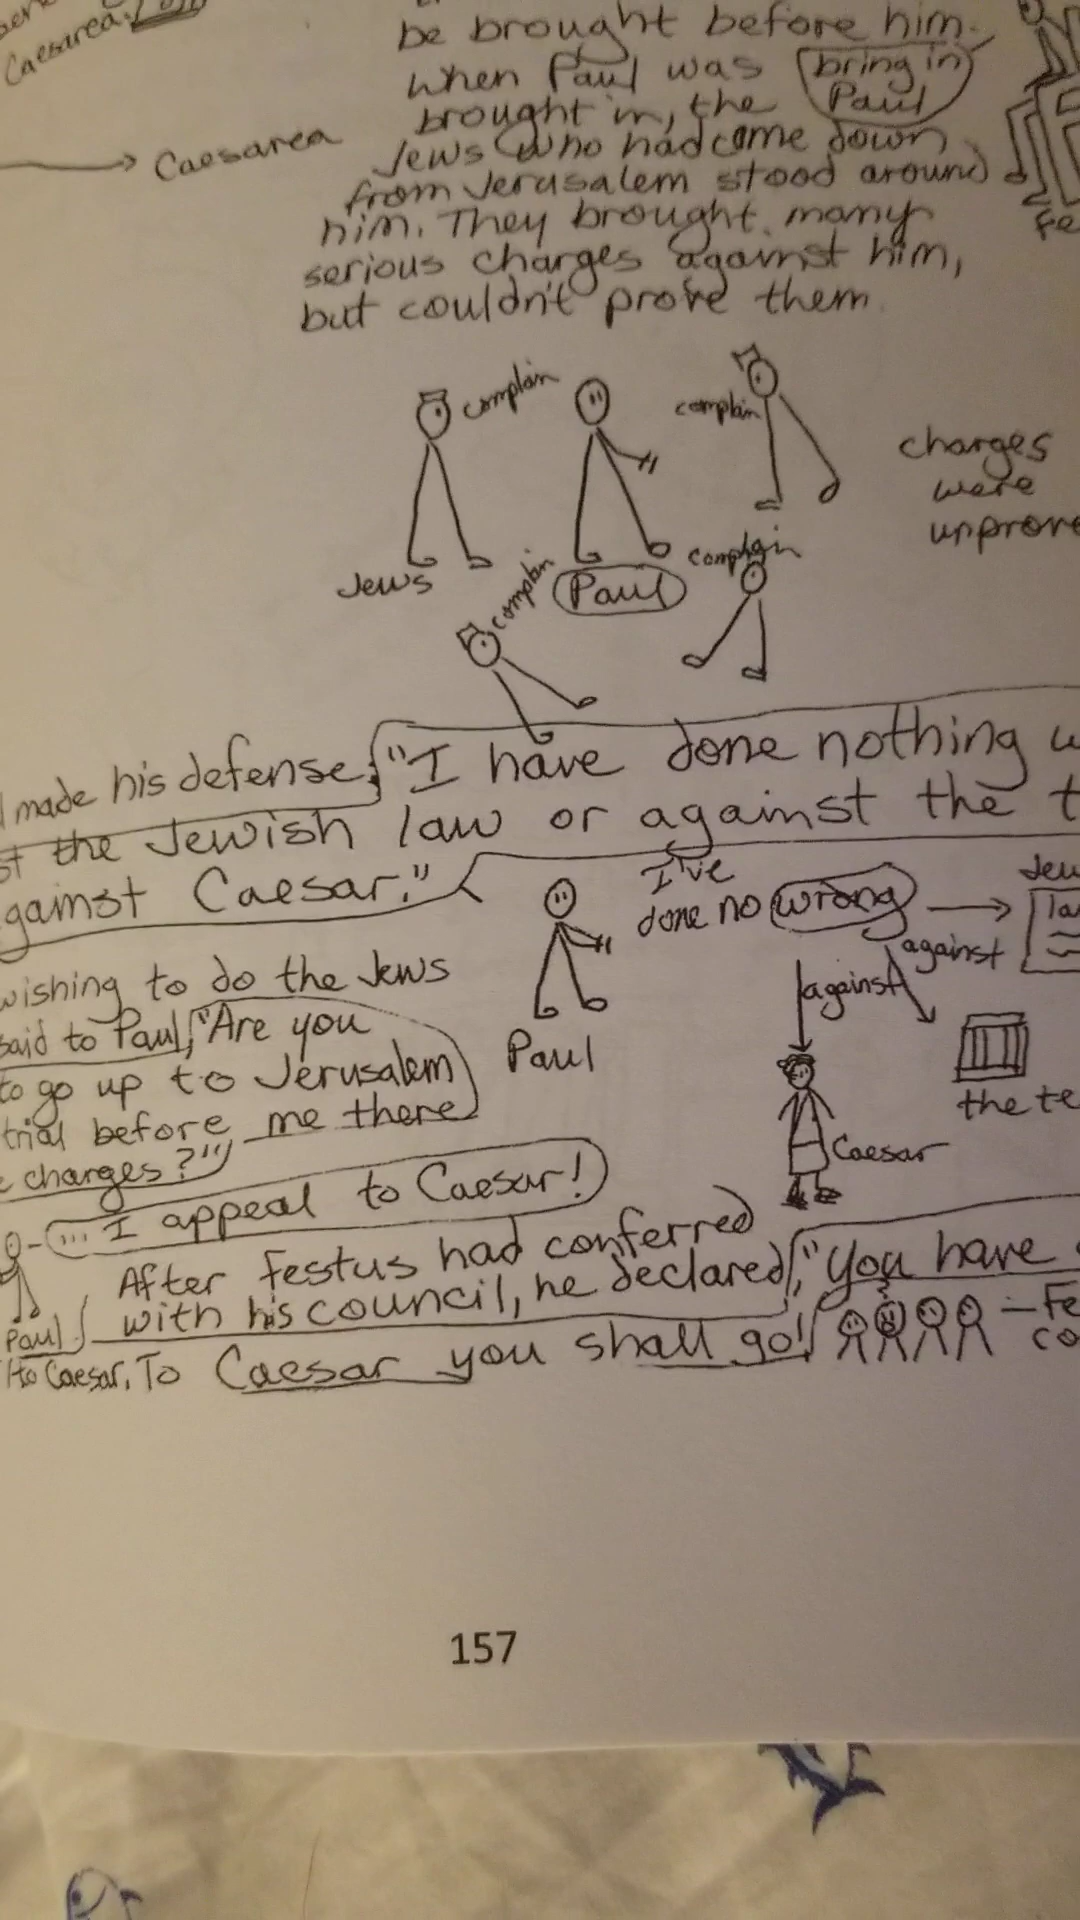 Caesarea.
be brought before him.
when Paul was
bring in
Paul
brought in, the
Caesarea
Jews who had come down
from Jerusalem stood around
him. They brought many
serious charges against him,
but couldn't prove them.
complain
complain
charges
were
Jews
complain
Paul
complain
made his defense: "I have done nothing
the Jewish law or against the
Caesar."
I've
done no wrong
against
against
Paul
Caesar
wishing to do the Jews
said to Paul, "Are you
to go up to Jerusalem
trial before me there
charges?"
... I appeal to Caesar!
Paul
After Festus had conferred
with his council, he declared, "You have
to Caesar. To Caesar you shall go!
157